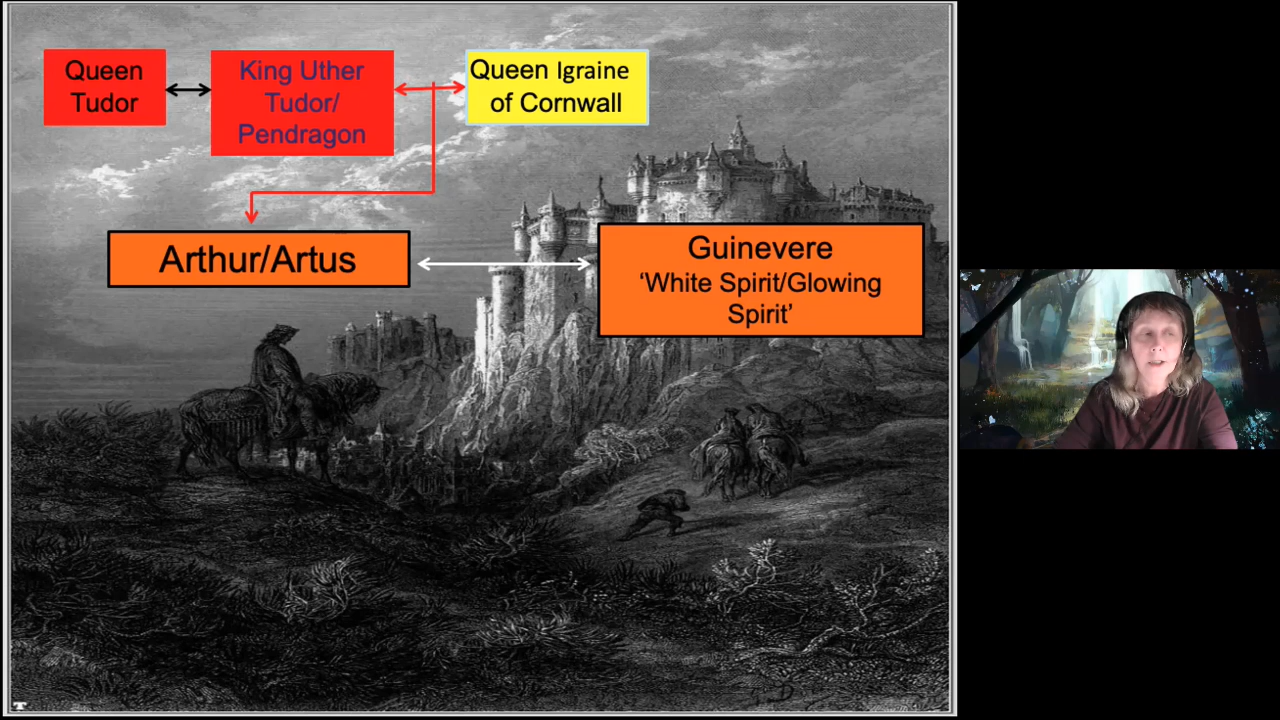 Queen
Tudor
King Uther
Tudor/
Pendragon
Queen Igraine
of Cornwall
Arthur/Artus
Guinevere
‘White Spirit/Glowing
Spirit’